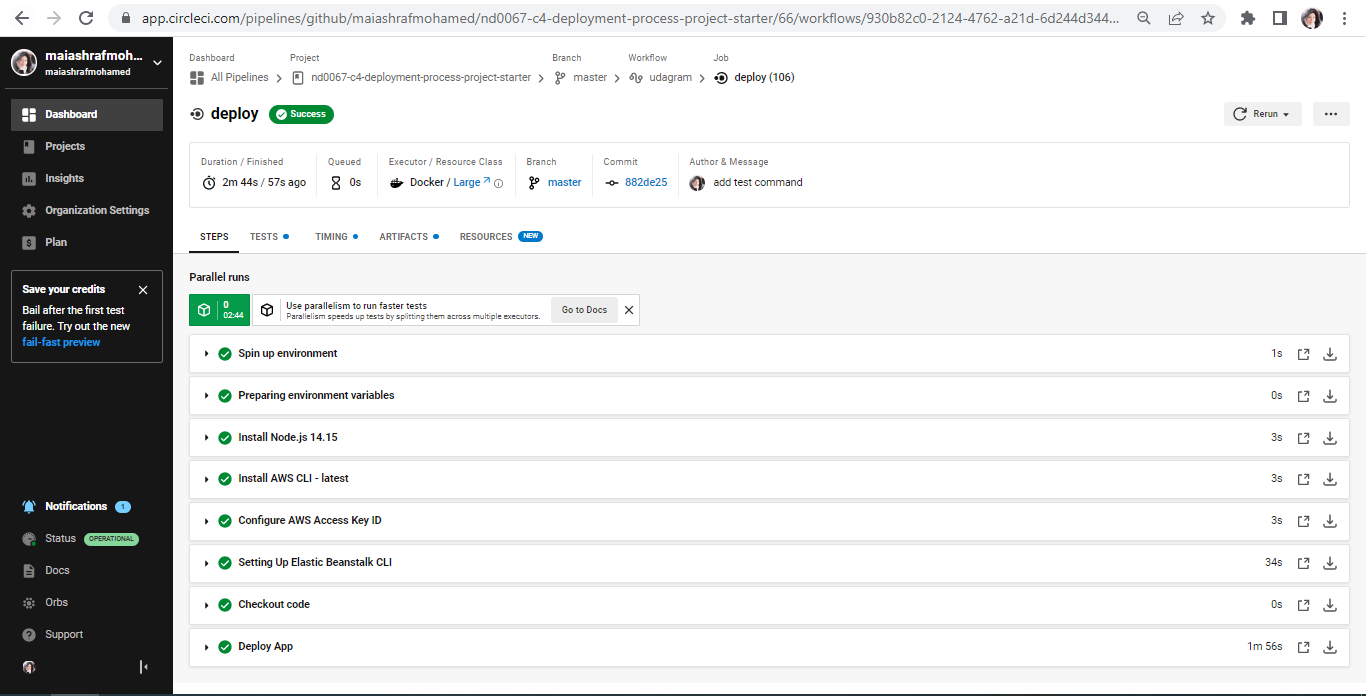 app.circleci.com/pipelines/github/maiashrafmohamed/nd0067-c4-deployment-process-project-starter/66/workflows/930b82c0-2124-4762-a21d-6d244d344...
maiashrafmoh...
maiashrafmohamed
Dashboard
Projects
Insights
Organization Settings
$ Plan
Save your credits
Bail after the first test
failure. Try out the new
fail-fast preview
Notifications 1
Status OPERATIONAL
Docs
Orbs
? Support
Dashboard Project Branch Workflow Job
All Pipelines > nd0067-c4-deployment-process-project-starter > master > udagram > deploy (106)
deploy Success
Rerun
Duration / Finished Queued Executor / Resource Class Branch Commit Author & Message
2m 44s / 57s ago 0s Docker / Large master 882de25 add test command
STEPS TESTS TIMING ARTIFACTS RESOURCES NEW
Parallel runs
0
02:44
Use parallelism to run faster tests
Parallelism speeds up tests by splitting them across multiple executors.
Go to Docs
Spin up environment 1s
Preparing environment variables 0s
Install Node.js 14.15 3s
Install AWS CLI - latest 3s
Configure AWS Access Key ID 3s
Setting Up Elastic Beanstalk CLI 34s
Checkout code 0s
Deploy App 1m 56s